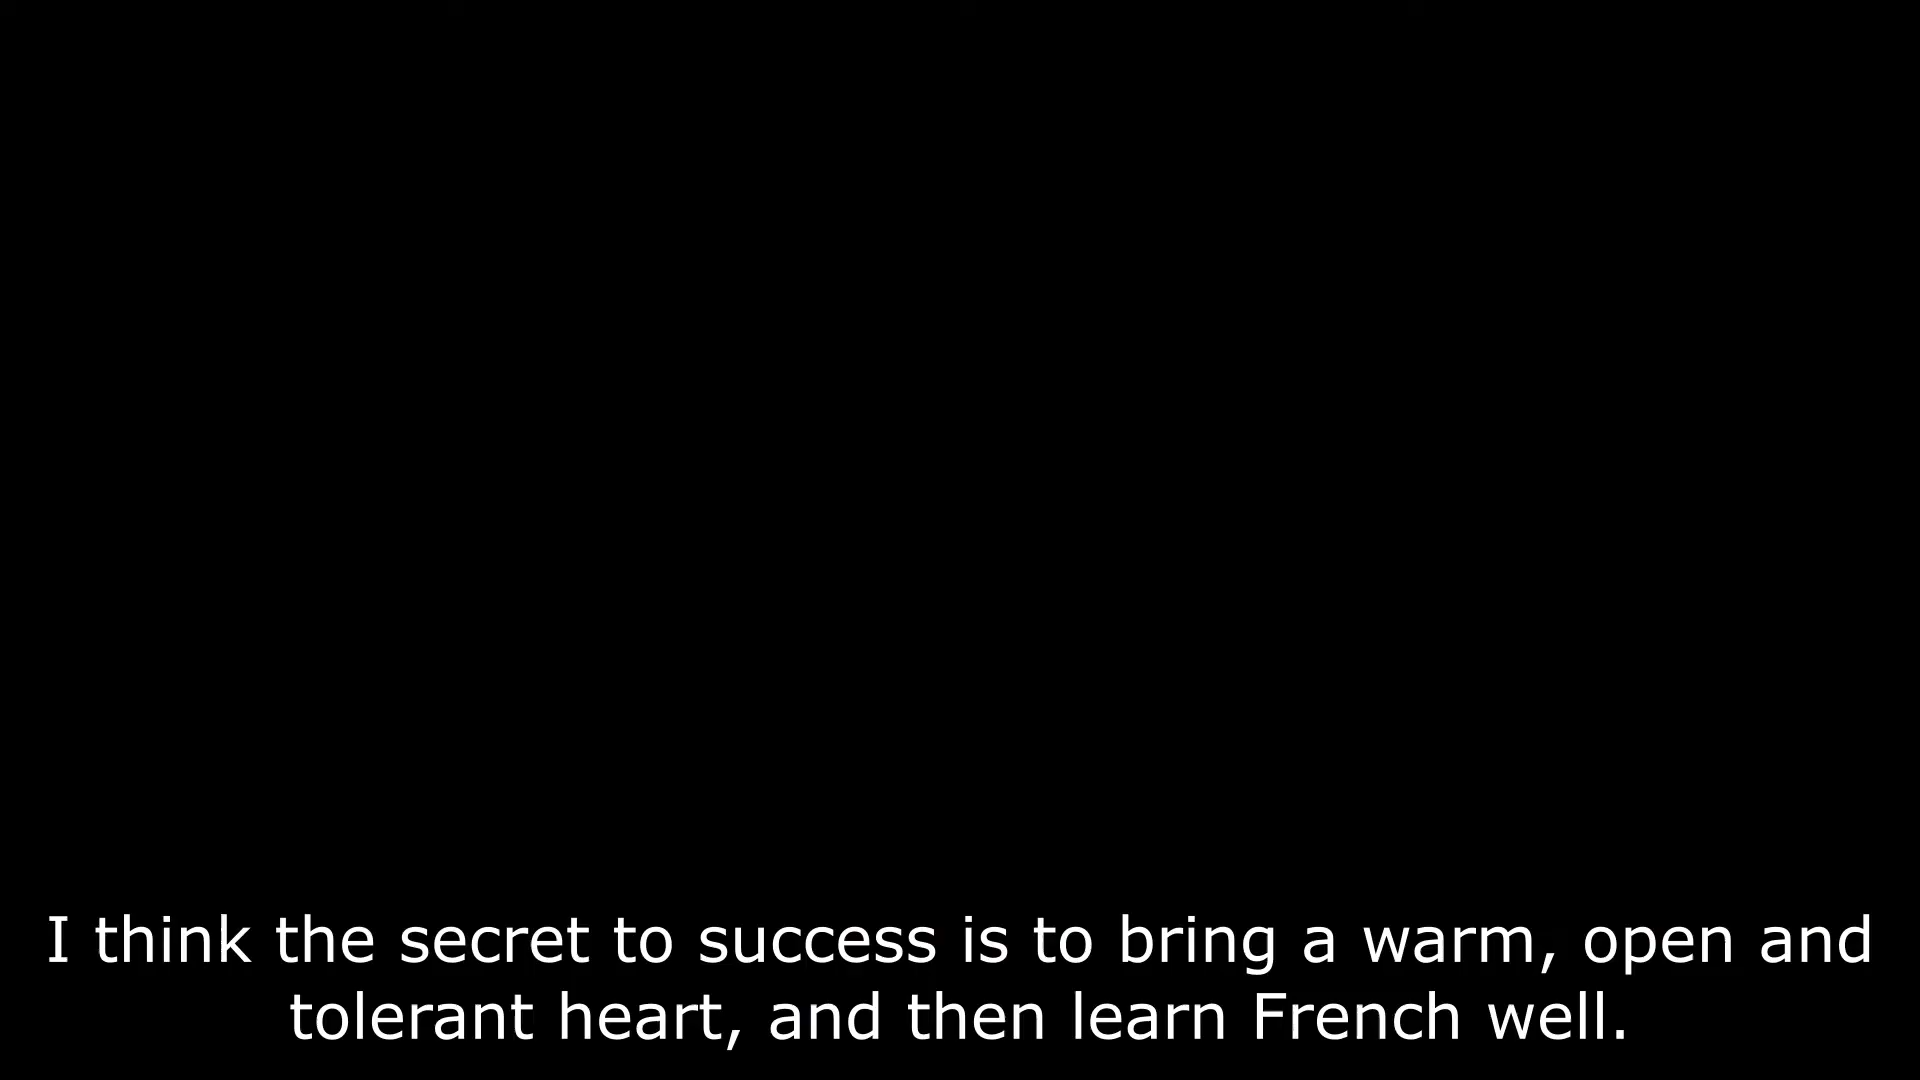 I think the secret to success is to bring a warm, open and
tolerant heart, and then learn French well.